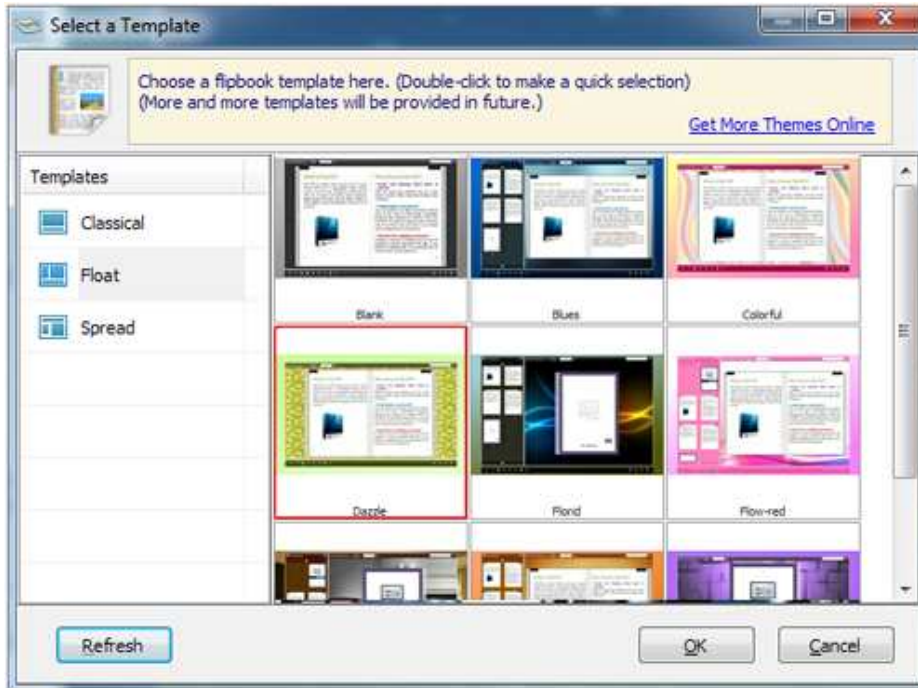 Select a Template
Choose a flipbook template here. (Double-click to make a quick selection)
(More and more templates will be provided in future.)
Get More Themes Online
Templates
Classical
Float
Spread
Blank
Blues
Colorful
Dazzle
Florid
Flow-red
Refresh
OK
Cancel